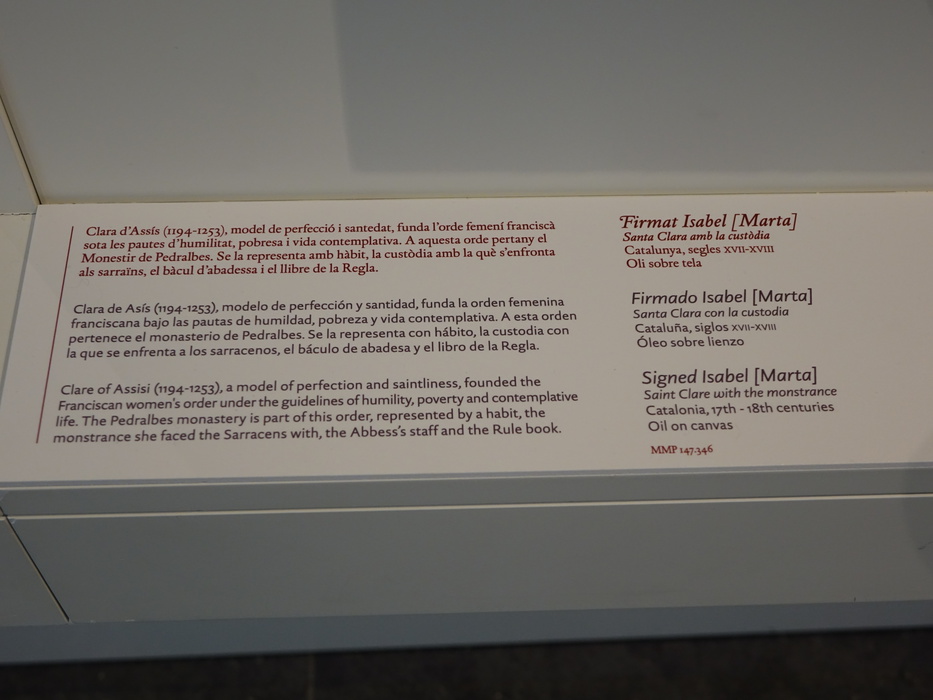 Clara d'Assís (1194-1253), model de perfecció i santedat, funda l'orde femení franciscà
sota les pautes d'humilitat, pobresa i vida contemplativa. A aquesta orde pertany el
Monestir de Pedralbes. Se la representa amb hàbit, la custòdia amb la què s'enfronta
als sarraïns, el bàcul d'abadessa i el llibre de la Regla.
Clara de Asís (1194-1253), modelo de perfección y santidad, funda la orden femenina
franciscana bajo las pautas de humildad, pobreza y vida contemplativa. A esta orden
pertenece el monasterio de Pedralbes. Se la representa con hábito, la custodia con
la que se enfrenta a los sarracenos, el báculo de abadesa y el libro de la Regla.
Clare of Assisi (1194-1253), a model of perfection and saintliness, founded the
Franciscan women's order under the guidelines of humility, poverty and contemplative
life. The Pedralbes monastery is part of this order, represented by a habit, the
monstrance she faced the Sarracens with, the Abbess's staff and the Rule book.
Firmat Isabel [Marta]
Santa Clara amb la custòdia
Catalunya, segles XVII-XVIII
Oli sobre tela
Firmado Isabel [Marta]
Santa Clara con la custodia
Cataluña, siglos XVII-XVIII
Óleo sobre lienzo
Signed Isabel [Marta]
Saint Clare with the monstrance
Catalonia, 17th - 18th centuries
Oil on canvas
MMP 147.346